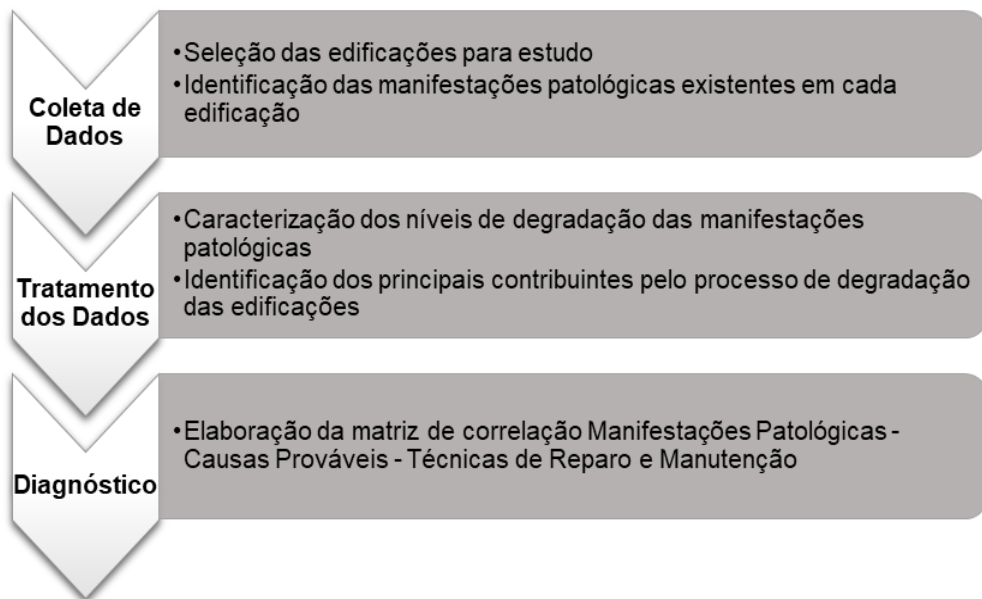 Coleta de
Dados
•Seleção das edificações para estudo
•Identificação das manifestações patológicas existentes em cada
edificação
Tratamento
dos Dados
•Caracterização dos níveis de degradação das manifestações
patológicas
•Identificação dos principais contribuintes pelo processo de degradação
das edificações
Diagnóstico
•Elaboração da matriz de correlação Manifestações Patológicas -
Causas Prováveis - Técnicas de Reparo e Manutenção